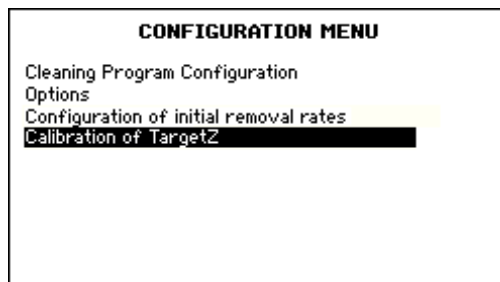 CONFIGURATION MENU
Cleaning Program Configuration
Options
Configuration of initial removal rates
Calibration of TargetZ